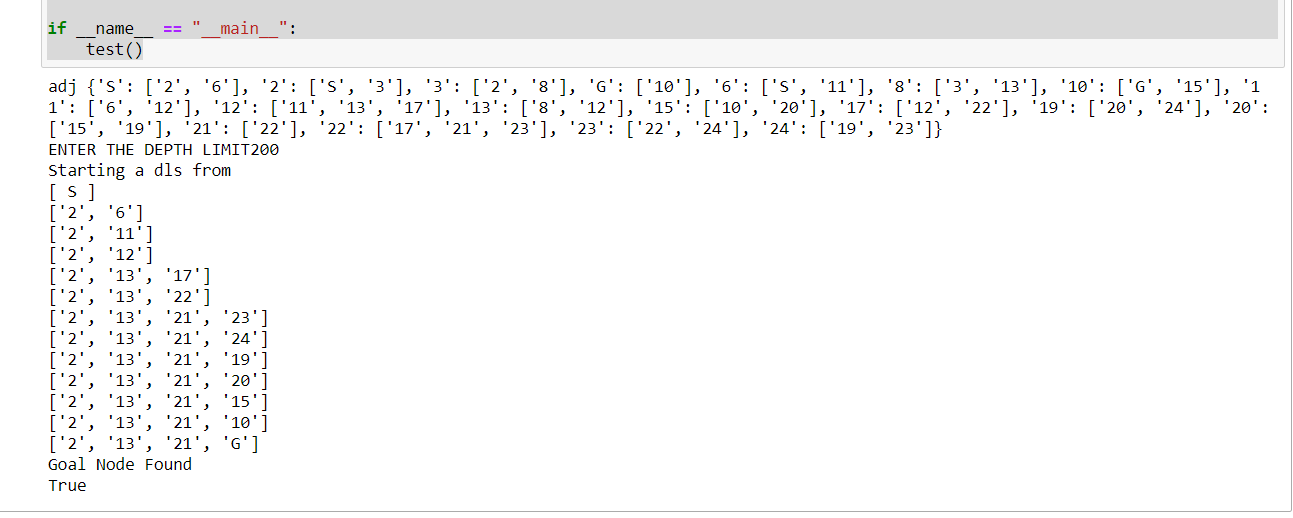 if __name__ == "__main__":
    test()
adj {'S': ['2', '6'], '2': ['S', '3'], '3': ['2', '8'], 'G': ['10'], '6': ['S', '11'], '8': ['3', '13'], '10': ['G', '15'], '1
1': ['6', '12'], '12': ['11', '13', '17'], '13': ['8', '12'], '15': ['10', '20'], '17': ['12', '22'], '19': ['20', '24'], '20':
['15', '19'], '21': ['22'], '22': ['17', '21', '23'], '23': ['22', '24'], '24': ['19', '23']}
ENTER THE DEPTH LIMIT200
Starting a dls from
[ S ]
['2', '6']
['2', '11']
['2', '12']
['2', '13', '17']
['2', '13', '22']
['2', '13', '21', '23']
['2', '13', '21', '24']
['2', '13', '21', '19']
['2', '13', '21', '20']
['2', '13', '21', '15']
['2', '13', '21', '10']
['2', '13', '21', 'G']
Goal Node Found
True